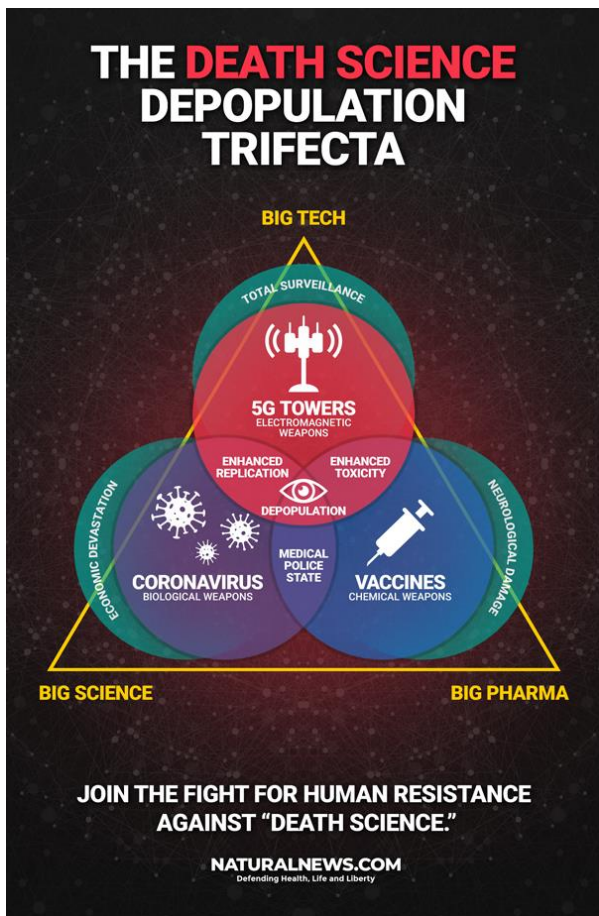 THE DEATH SCIENCE
DEPOPULATION
TRIFECTA
BIG TECH
TOTAL SURVEILLANCE
5G TOWERS
ELECTROMAGNETIC
WEAPONS
ENHANCED
REPLICATION
ENHANCED
TOXICITY
DEPOPULATION
ECONOMIC DEVASTATION
CORONAVIRUS
BIOLOGICAL WEAPONS
MEDICAL
POLICE
STATE
VACCINES
CHEMICAL WEAPONS
NEUROLOGICAL DAMAGE
BIG SCIENCE
BIG PHARMA
JOIN THE FIGHT FOR HUMAN RESISTANCE
AGAINST “DEATH SCIENCE.”
NATURALNEWS.COM
Defending Health, Life and Liberty